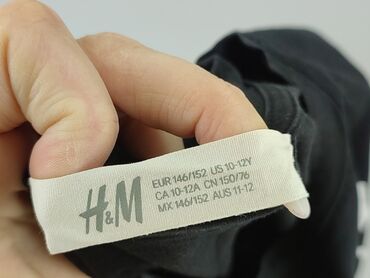 H&M
EUR 146/152 US 10-12Y
CA 10-12A CN 150/76
MX 146/152 AUS 11-12